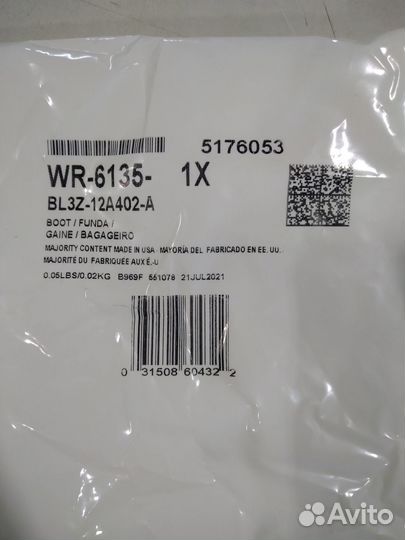 5176053
WR-6135- 1X
BL3Z-12A402-A
BOOT / FUNDA /
GAINE / BAGAGEIRO
MAJORITY CONTENT MADE IN USA - MAYORÍA DEL FABRICADO EN EE. UU.
MAJORITÉ DU FABRIQUÉE AUX É.-U
0.05LBS/0.02KG B969F 551078 21JUL2021
0 31508 60432 2
Avito